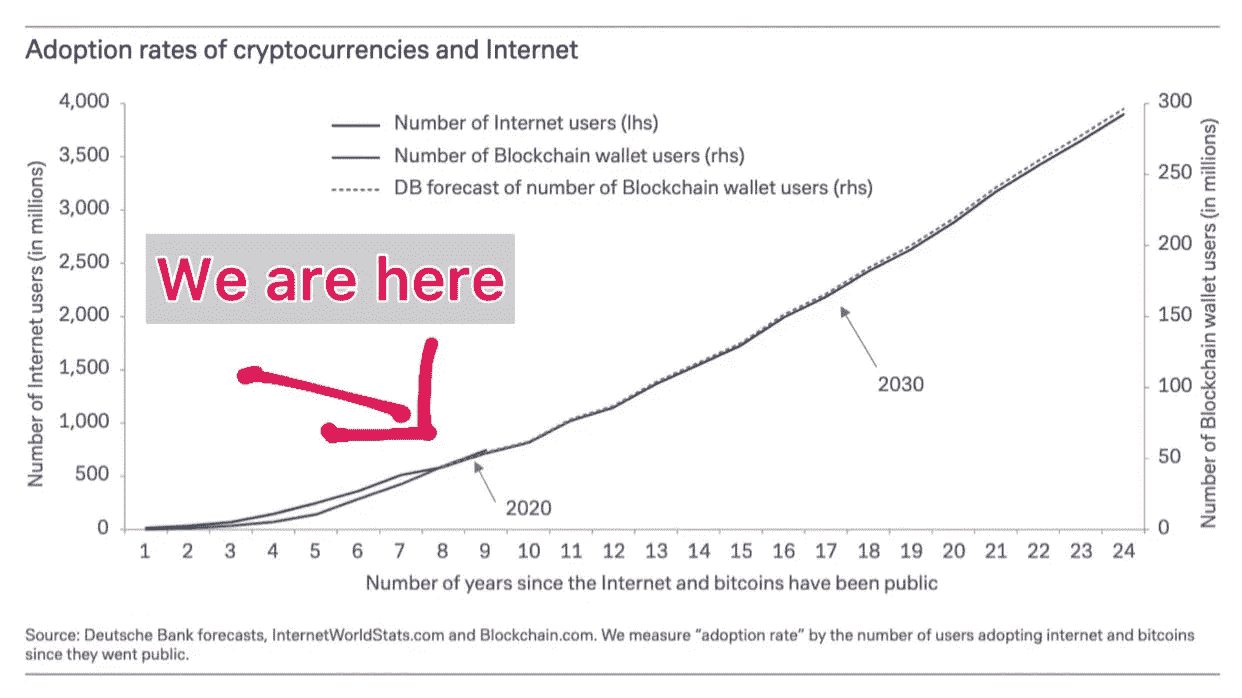 Adoption rates of cryptocurrencies and Internet
4,000
3,500
3,000
2,500
2,000
1,500
1,000
500
0
Number of Internet users (in millions)
Number of Internet users (lhs)
Number of Blockchain wallet users (rhs)
DB forecast of number of Blockchain wallet users (rhs)
We are here
2020
2030
300
250
200
150
100
50
0
Number of Blockchain wallet users (in millions)
1 2 3 4 5 6 7 8 9 10 11 12 13 14 15 16 17 18 19 20 21 22 23 24
Number of years since the Internet and bitcoins have been public
Source: Deutsche Bank forecasts, InternetWorldStats.com and Blockchain.com. We measure “adoption rate” by the number of users adopting internet and bitcoins
since they went public.